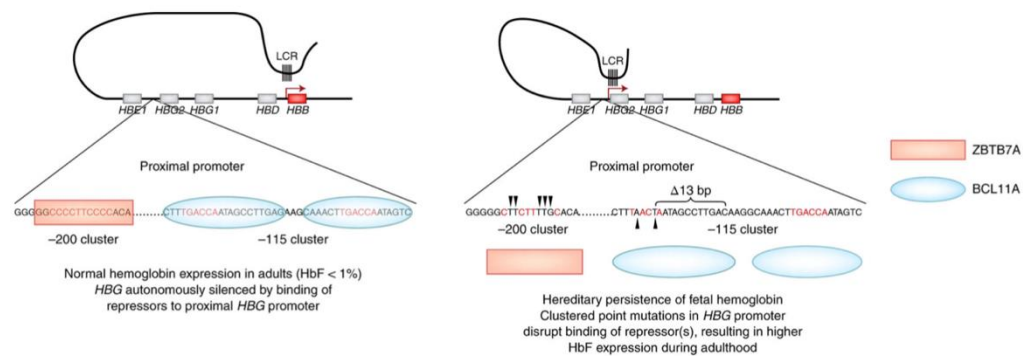 LCR
HBE1 HBG2 HBG1 HBD HBB
Proximal promoter
GGGGGGCCCCTTCCCCACA.........CTTTGACCAATAGCCTTGAGAAGCAAACTTGACCAATAGTC
–200 cluster –115 cluster
Normal hemoglobin expression in adults (HbF < 1%)
HBG autonomously silenced by binding of
repressors to proximal HBG promoter
LCR
HBE1 HBG2 HBG1 HBD HBB
Proximal promoter
Δ13 bp
GGGGGCTTCTTTTTGCACA.........CTTTAACTAATAGCCTTGACAAGGCAAACTTGACCAATAGTC
–200 cluster –115 cluster
Hereditary persistence of fetal hemoglobin
Clustered point mutations in HBG promoter
disrupt binding of repressor(s), resulting in higher
HbF expression during adulthood
ZBTB7A
BCL11A